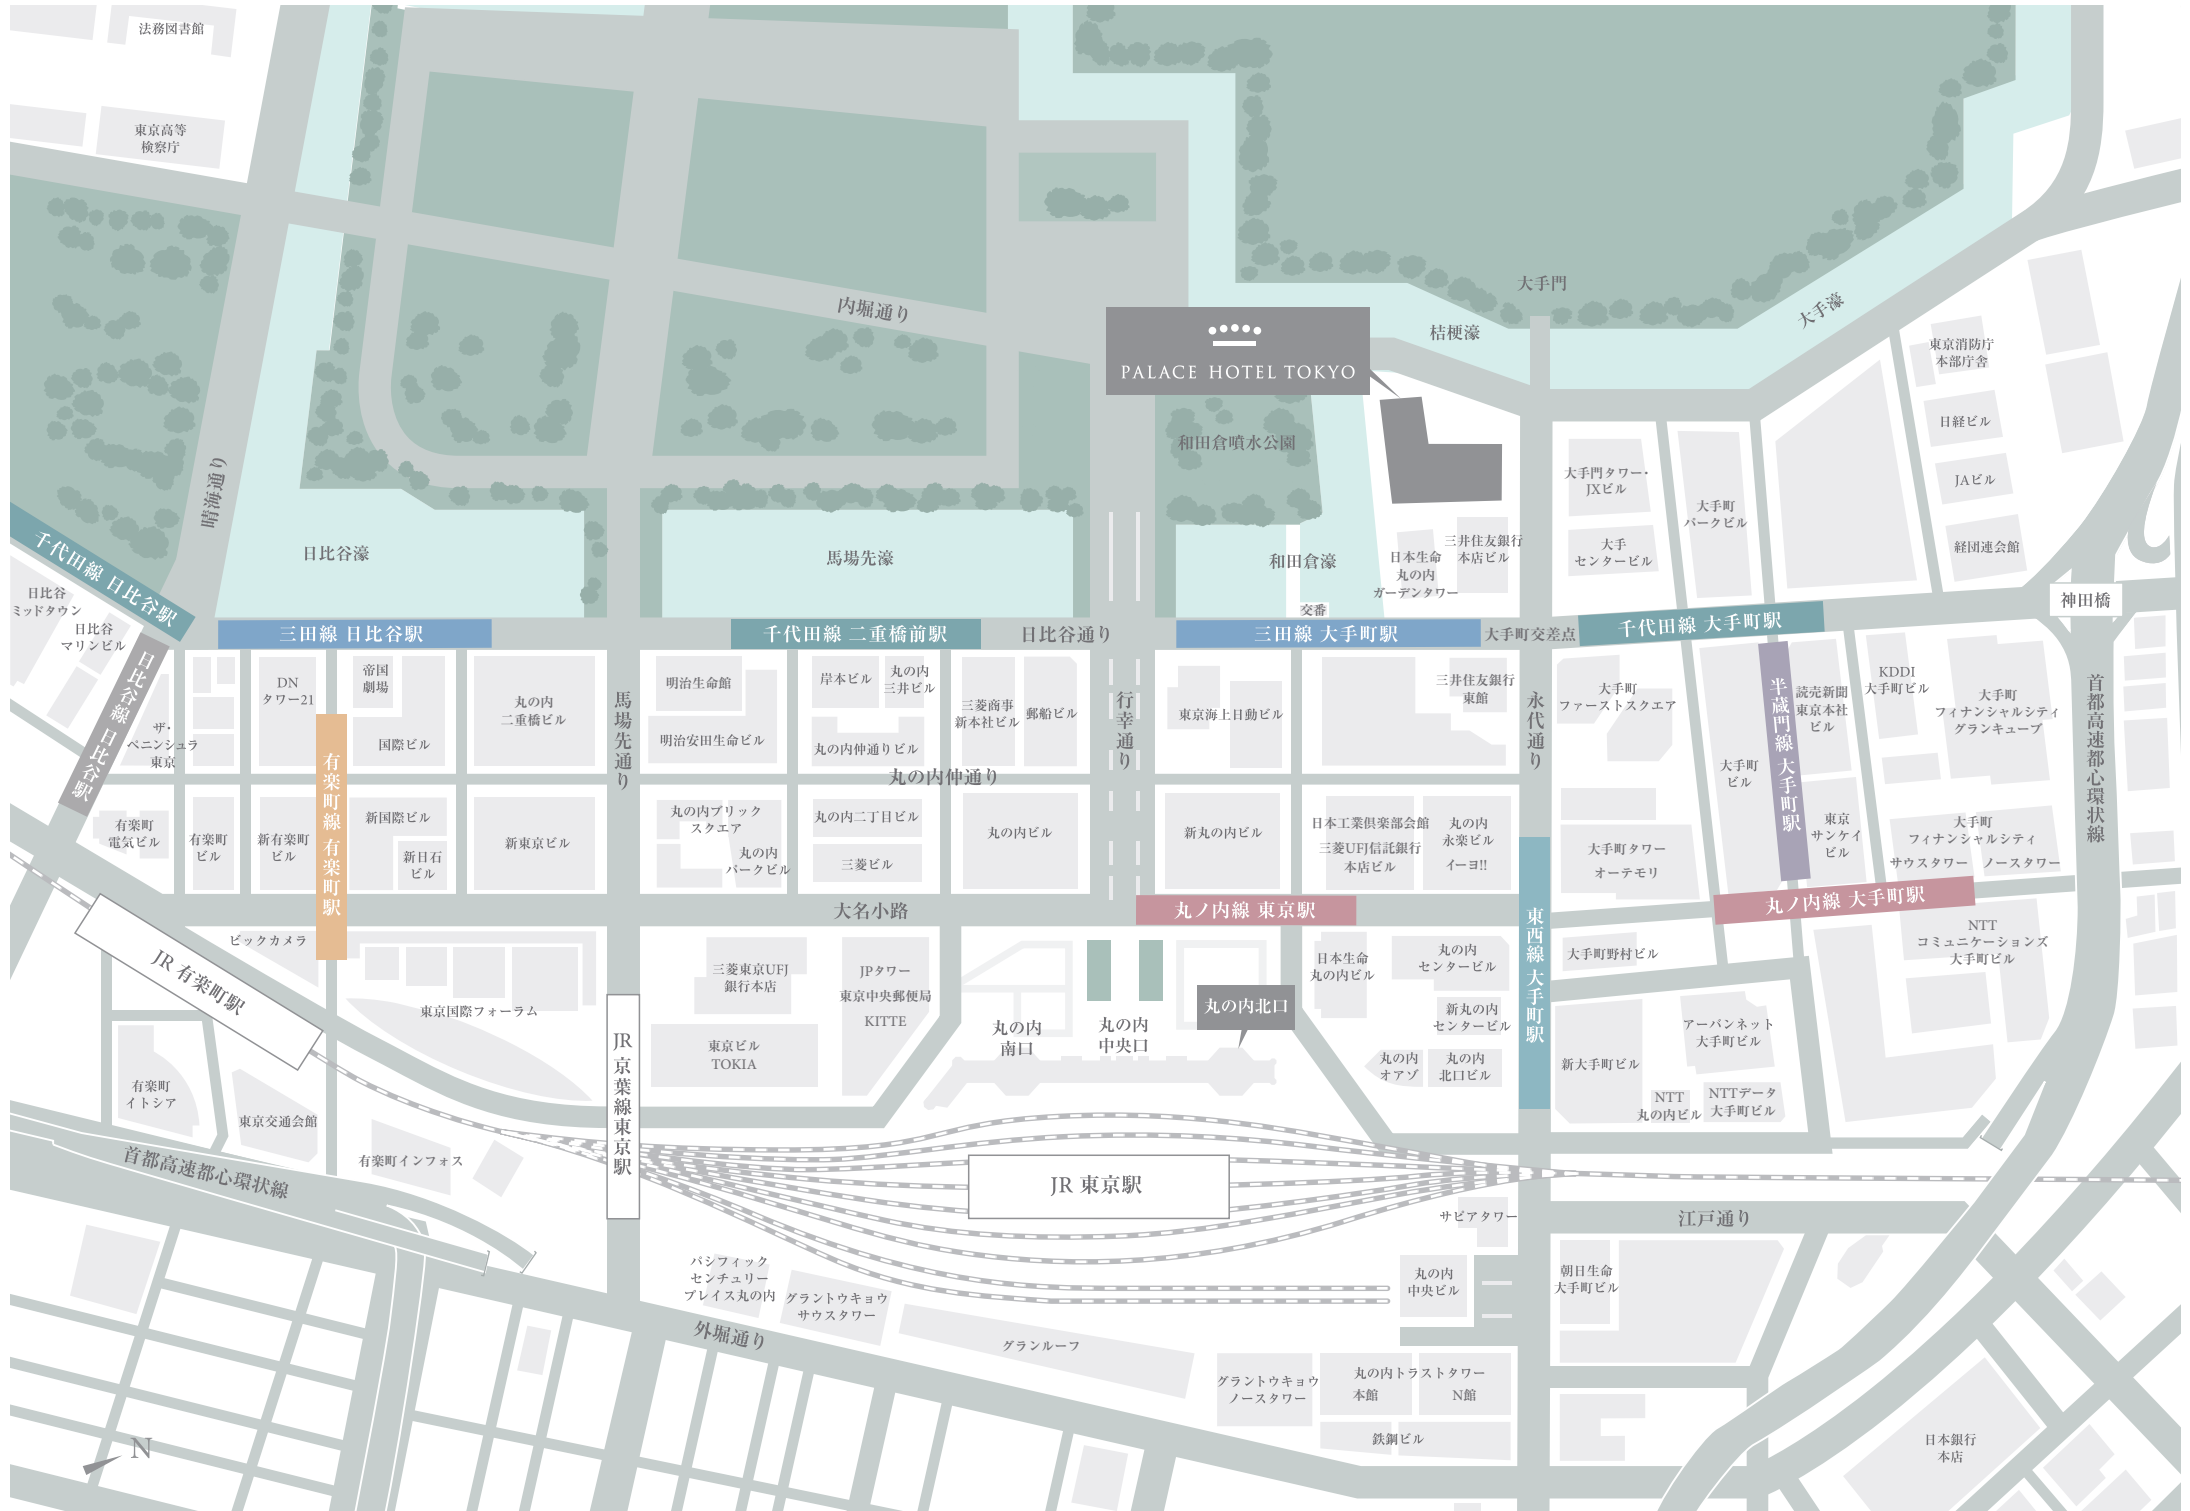 法務図書館
東京高等
検察庁
内堀通り
PALACE HOTEL TOKYO
大手門
桔梗濠
大手濠
東京消防庁
本部庁舎
日経ビル
JAビル
経団連会館
神田橋
晴海通り
和田倉噴水公園
大手門タワー・
JXビル
大手町
パークビル
大手
センタービル
三井住友銀行
本店ビル
日本生命
丸の内
ガーデンタワー
日比谷濠
馬場先濠
和田倉濠
交番
千代田線 日比谷駅
日比谷
ミッドタウン
日比谷
マリンビル
日比谷線 日比谷駅
三田線 日比谷駅
千代田線 二重橋前駅
日比谷通り
三田線 大手町駅
大手町交差点
千代田線 大手町駅
DN
タワー21
帝国
劇場
国際ビル
丸の内
二重橋ビル
馬場先通り
明治生命館
明治安田生命ビル
岸本ビル
丸の内
三井ビル
丸の内仲通りビル
三菱商事
新本社ビル
郵船ビル
行幸通り
東京海上日動ビル
三井住友銀行
東館
永代通り
大手町
ファーストスクエア
大手町
ビル
半蔵門線 大手町駅
読売新聞
東京本社
ビル
KDDI
大手町ビル
大手町
フィナンシャルシティ
グランキューブ
首都高速都心環状線
ザ・
ペニンシュラ
東京
有楽町線 有楽町駅
丸の内仲通り
有楽町
電気ビル
有楽町
ビル
新有楽町
ビル
新国際ビル
新日石
ビル
新東京ビル
丸の内ブリック
スクエア
丸の内
パークビル
丸の内二丁目ビル
三菱ビル
丸の内ビル
新丸の内ビル
日本工業倶楽部会館
三菱UFJ信託銀行
本店ビル
丸の内
永楽ビル
イーヨ!!
大手町タワー
オーテモリ
東京
サンケイ
ビル
大手町
フィナンシャルシティ
サウスタワー
ノースタワー
大名小路
丸ノ内線 東京駅
丸ノ内線 大手町駅
東西線 大手町駅
ビックカメラ
JR 有楽町駅
東京国際フォーラム
三菱東京UFJ
銀行本店
JPタワー
東京中央郵便局
KITTE
東京ビル
TOKIA
丸の内
南口
丸の内
中央口
丸の内北口
日本生命
丸の内ビル
丸の内
センタービル
新丸の内
センタービル
丸の内
オアゾ
丸の内
北口ビル
大手町野村ビル
NTT
コミュニケーションズ
大手町ビル
アーバンネット
大手町ビル
新大手町ビル
NTT
丸の内ビル
NTTデータ
大手町ビル
JR 京葉線東京駅
有楽町
イトシア
東京交通会館
有楽町インフォス
首都高速都心環状線
JR 東京駅
サピアタワー
江戸通り
パシフィック
センチュリー
プレイス丸の内
グラントウキョウ
サウスタワー
外堀通り
グランルーフ
丸の内
中央ビル
朝日生命
大手町ビル
グラントウキョウ
ノースタワー
丸の内トラストタワー
本館
N館
鉄鋼ビル
日本銀行
本店
N